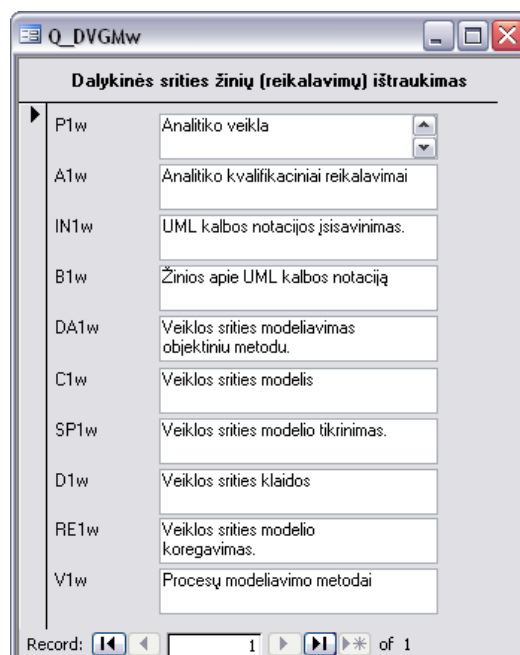 Q_DVGMw
Dalykinės srities žinių (reikalavimų) ištraukimas
P1w Analitiko veikla
A1w Analitiko kvalifikaciniai reikalavimai
IN1w UML kalbos notacijos įsisavinimas.
B1w Žinios apie UML kalbos notaciją
DA1w Veiklos srities modeliavimas
objektiniu metodu.
C1w Veiklos srities modelis
SP1w Veiklos srities modelio tikrinimas.
D1w Veiklos srities klaidos
RE1w Veiklos srities modelio
koregavimas.
V1w Procesų modeliavimo metodai
Record: 1 of 1